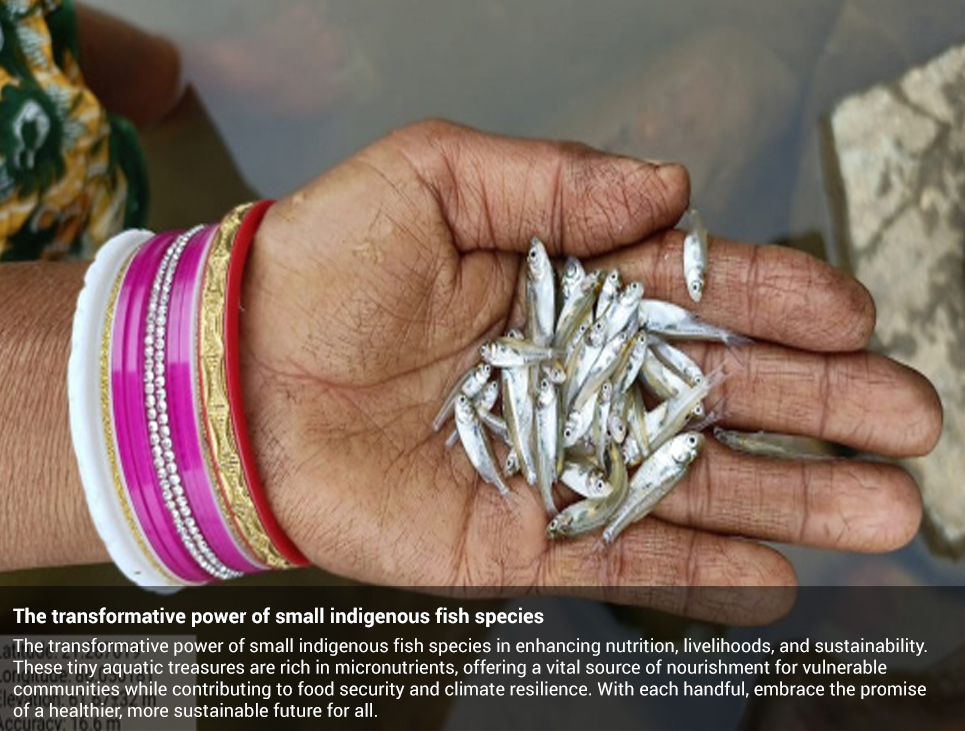 The transformative power of small indigenous fish species
The transformative power of small indigenous fish species in enhancing nutrition, livelihoods, and sustainability.
These tiny aquatic treasures are rich in micronutrients, offering a vital source of nourishment for vulnerable
communities while contributing to food security and climate resilience. With each handful, embrace the promise
of a healthier, more sustainable future for all.
Accuracy: 16.6 m